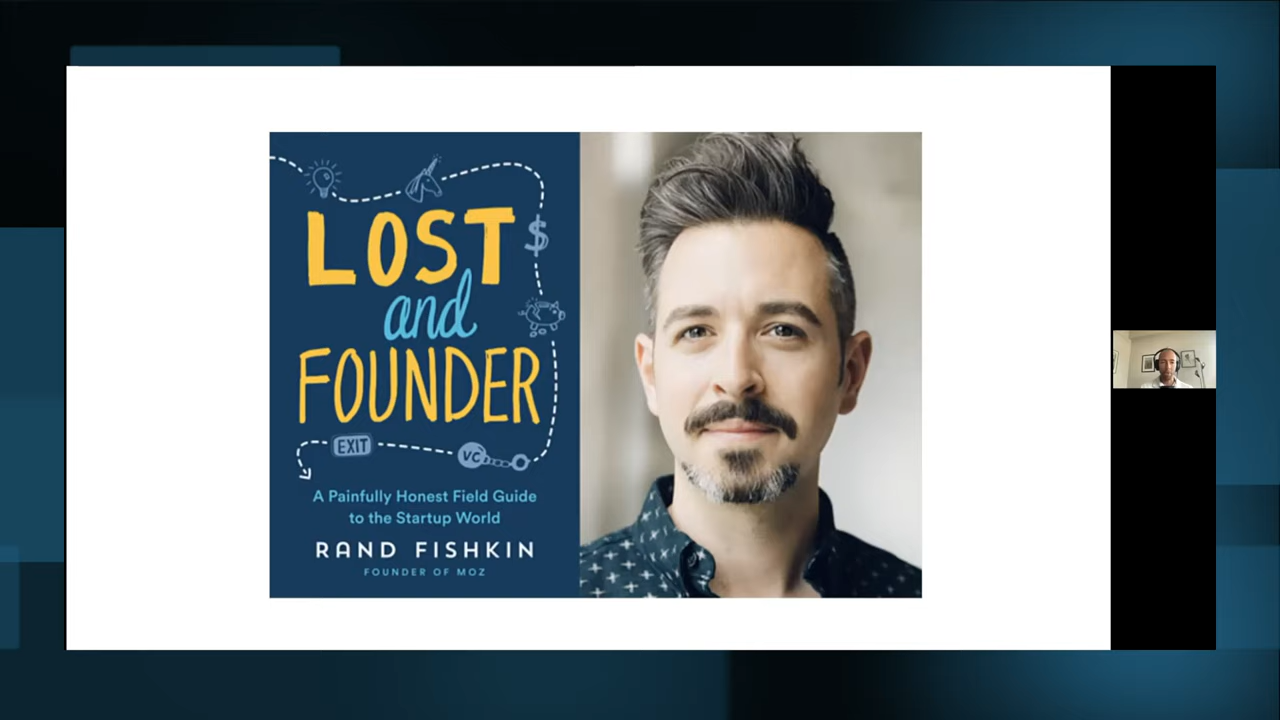 LOST
$
and
FOUNDER
EXIT
VC
A Painfully Honest Field Guide
to the Startup World
RAND FISHKIN
FOUNDER OF MOZ